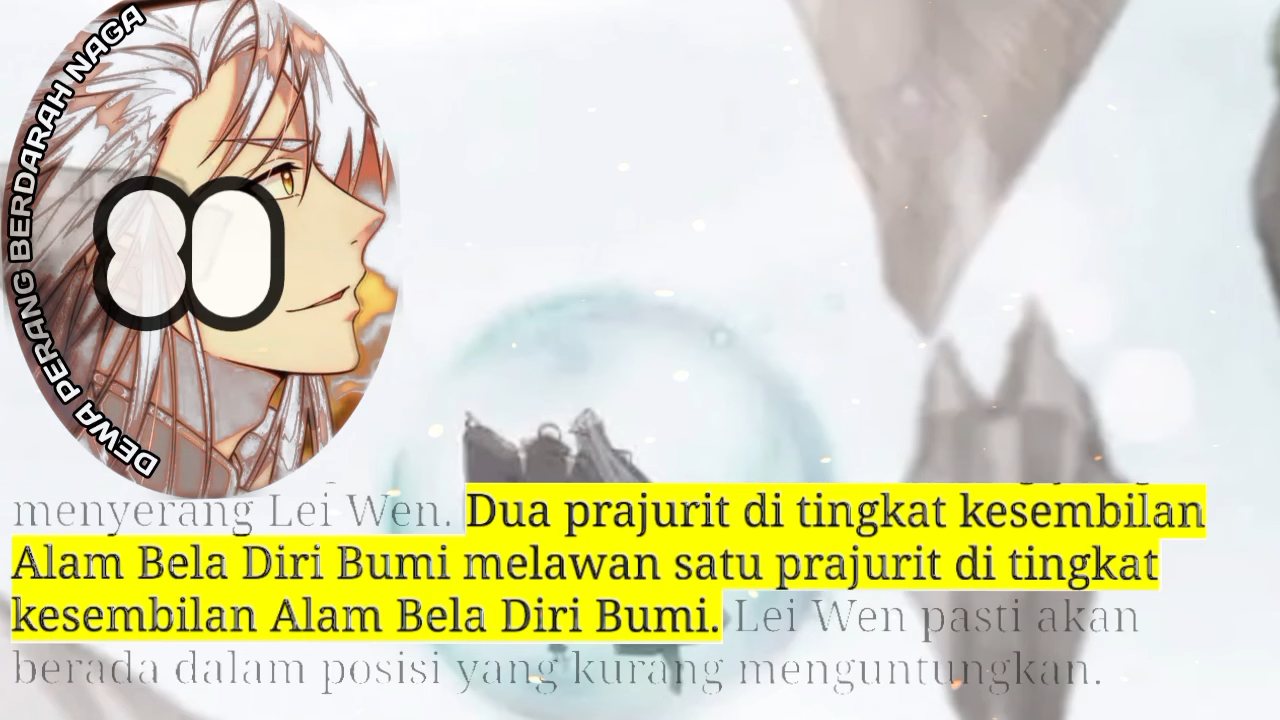 DEWA PERANG BERDARAH NAGA
80
menyerang Lei Wen. Dua prajurit di tingkat kesembilan
Alam Bela Diri Bumi melawan satu prajurit di tingkat
kesembilan Alam Bela Diri Bumi. Lei Wen pasti akan
berada dalam posisi yang kurang menguntungkan.